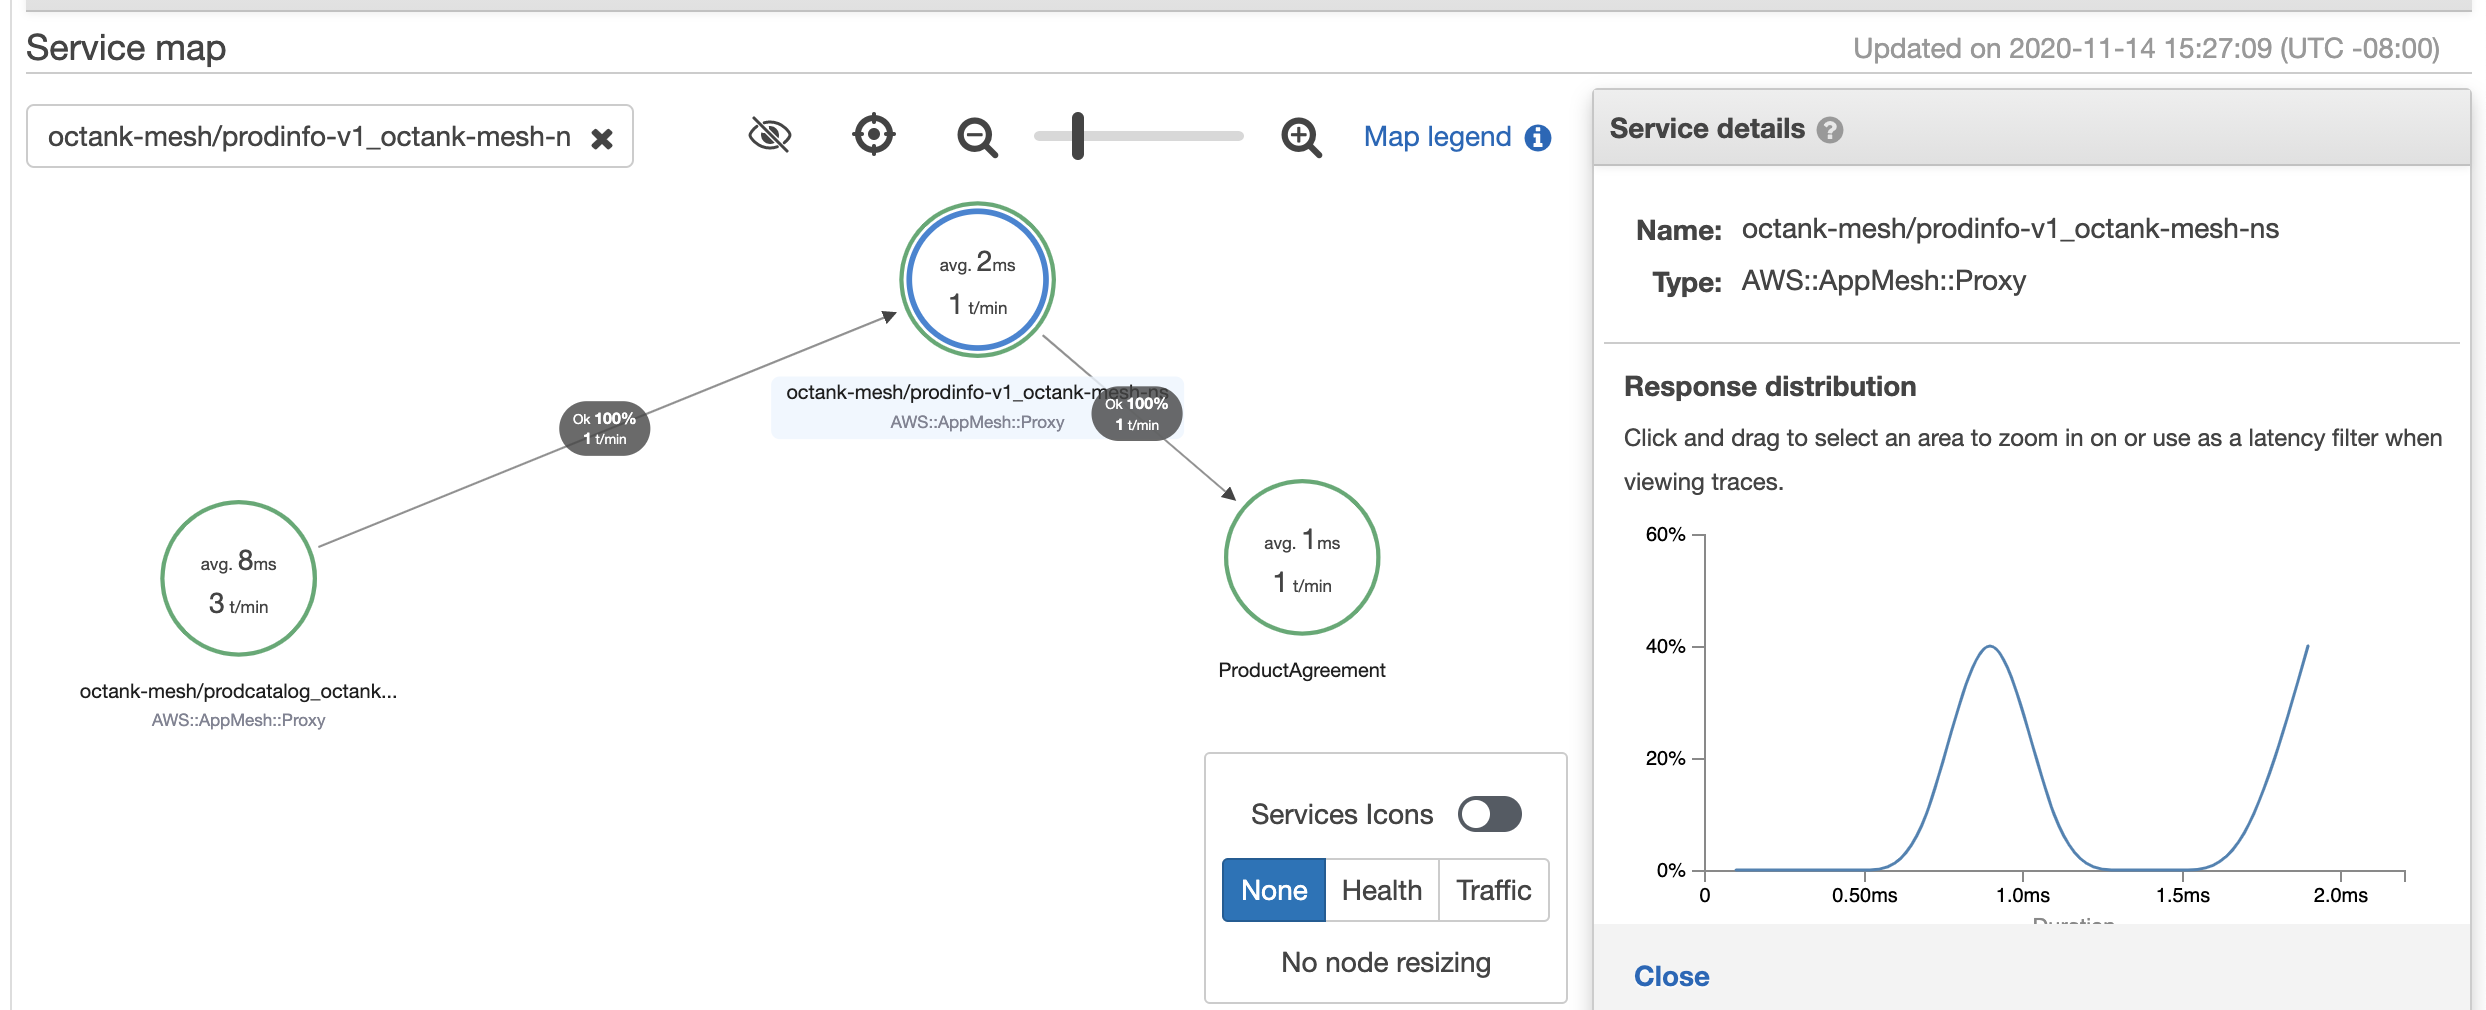 Service map
Updated on 2020-11-14 15:27:09 (UTC -08:00)
octank-mesh/prodinfo-v1_octank-mesh-n
Map legend
Service details
Name: octank-mesh/prodinfo-v1_octank-mesh-ns
Type: AWS::AppMesh::Proxy
avg. 2ms
1 t/min
octank-mesh/prodinfo-v1_octank-mesh-ns
AWS::AppMesh::Proxy
Ok 100%
1 t/min
Ok 100%
1 t/min
avg. 8ms
3 t/min
octank-mesh/prodcatalog_octank...
AWS::AppMesh::Proxy
avg. 1ms
1 t/min
ProductAgreement
Services Icons
None Health Traffic
No node resizing
Response distribution
Click and drag to select an area to zoom in on or use as a latency filter when
viewing traces.
60%
40%
20%
0%
0 0.50ms 1.0ms 1.5ms 2.0ms
Duration
Close